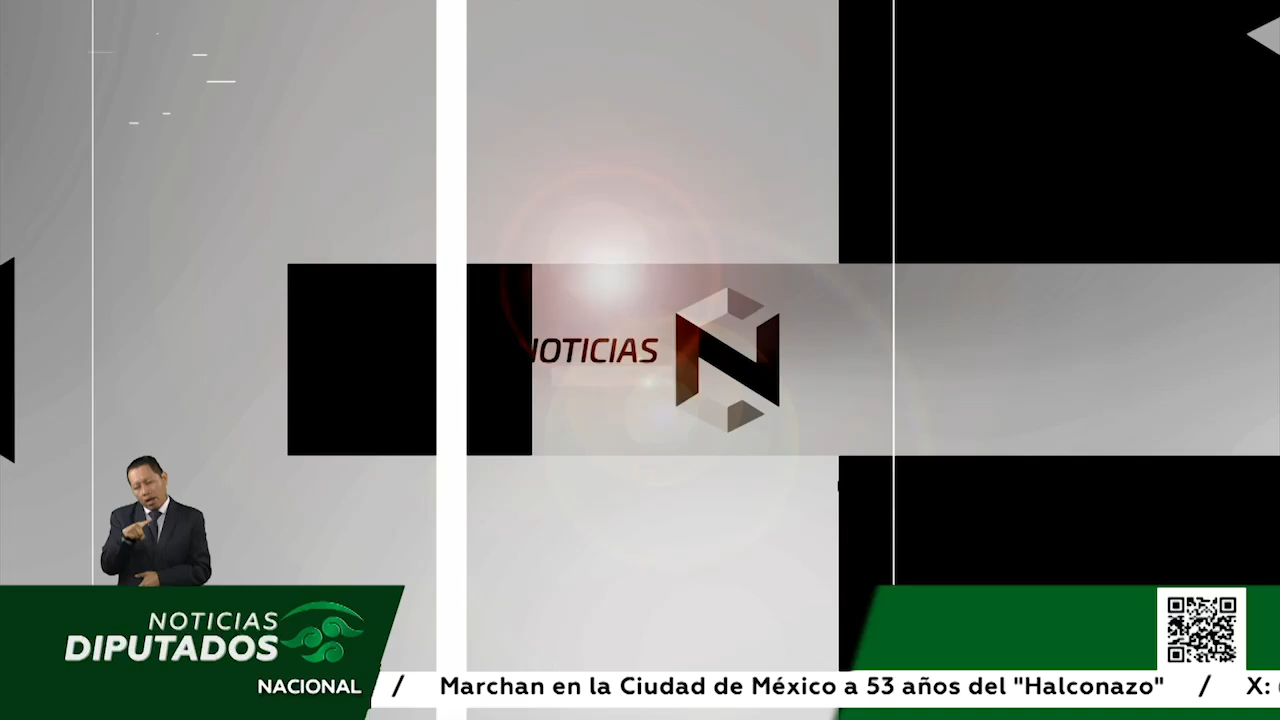 NOTICIAS
NOTICIAS
DIPUTADOS
NACIONAL
/ Marchan en la Ciudad de México a 53 años del "Halconazo" / X: